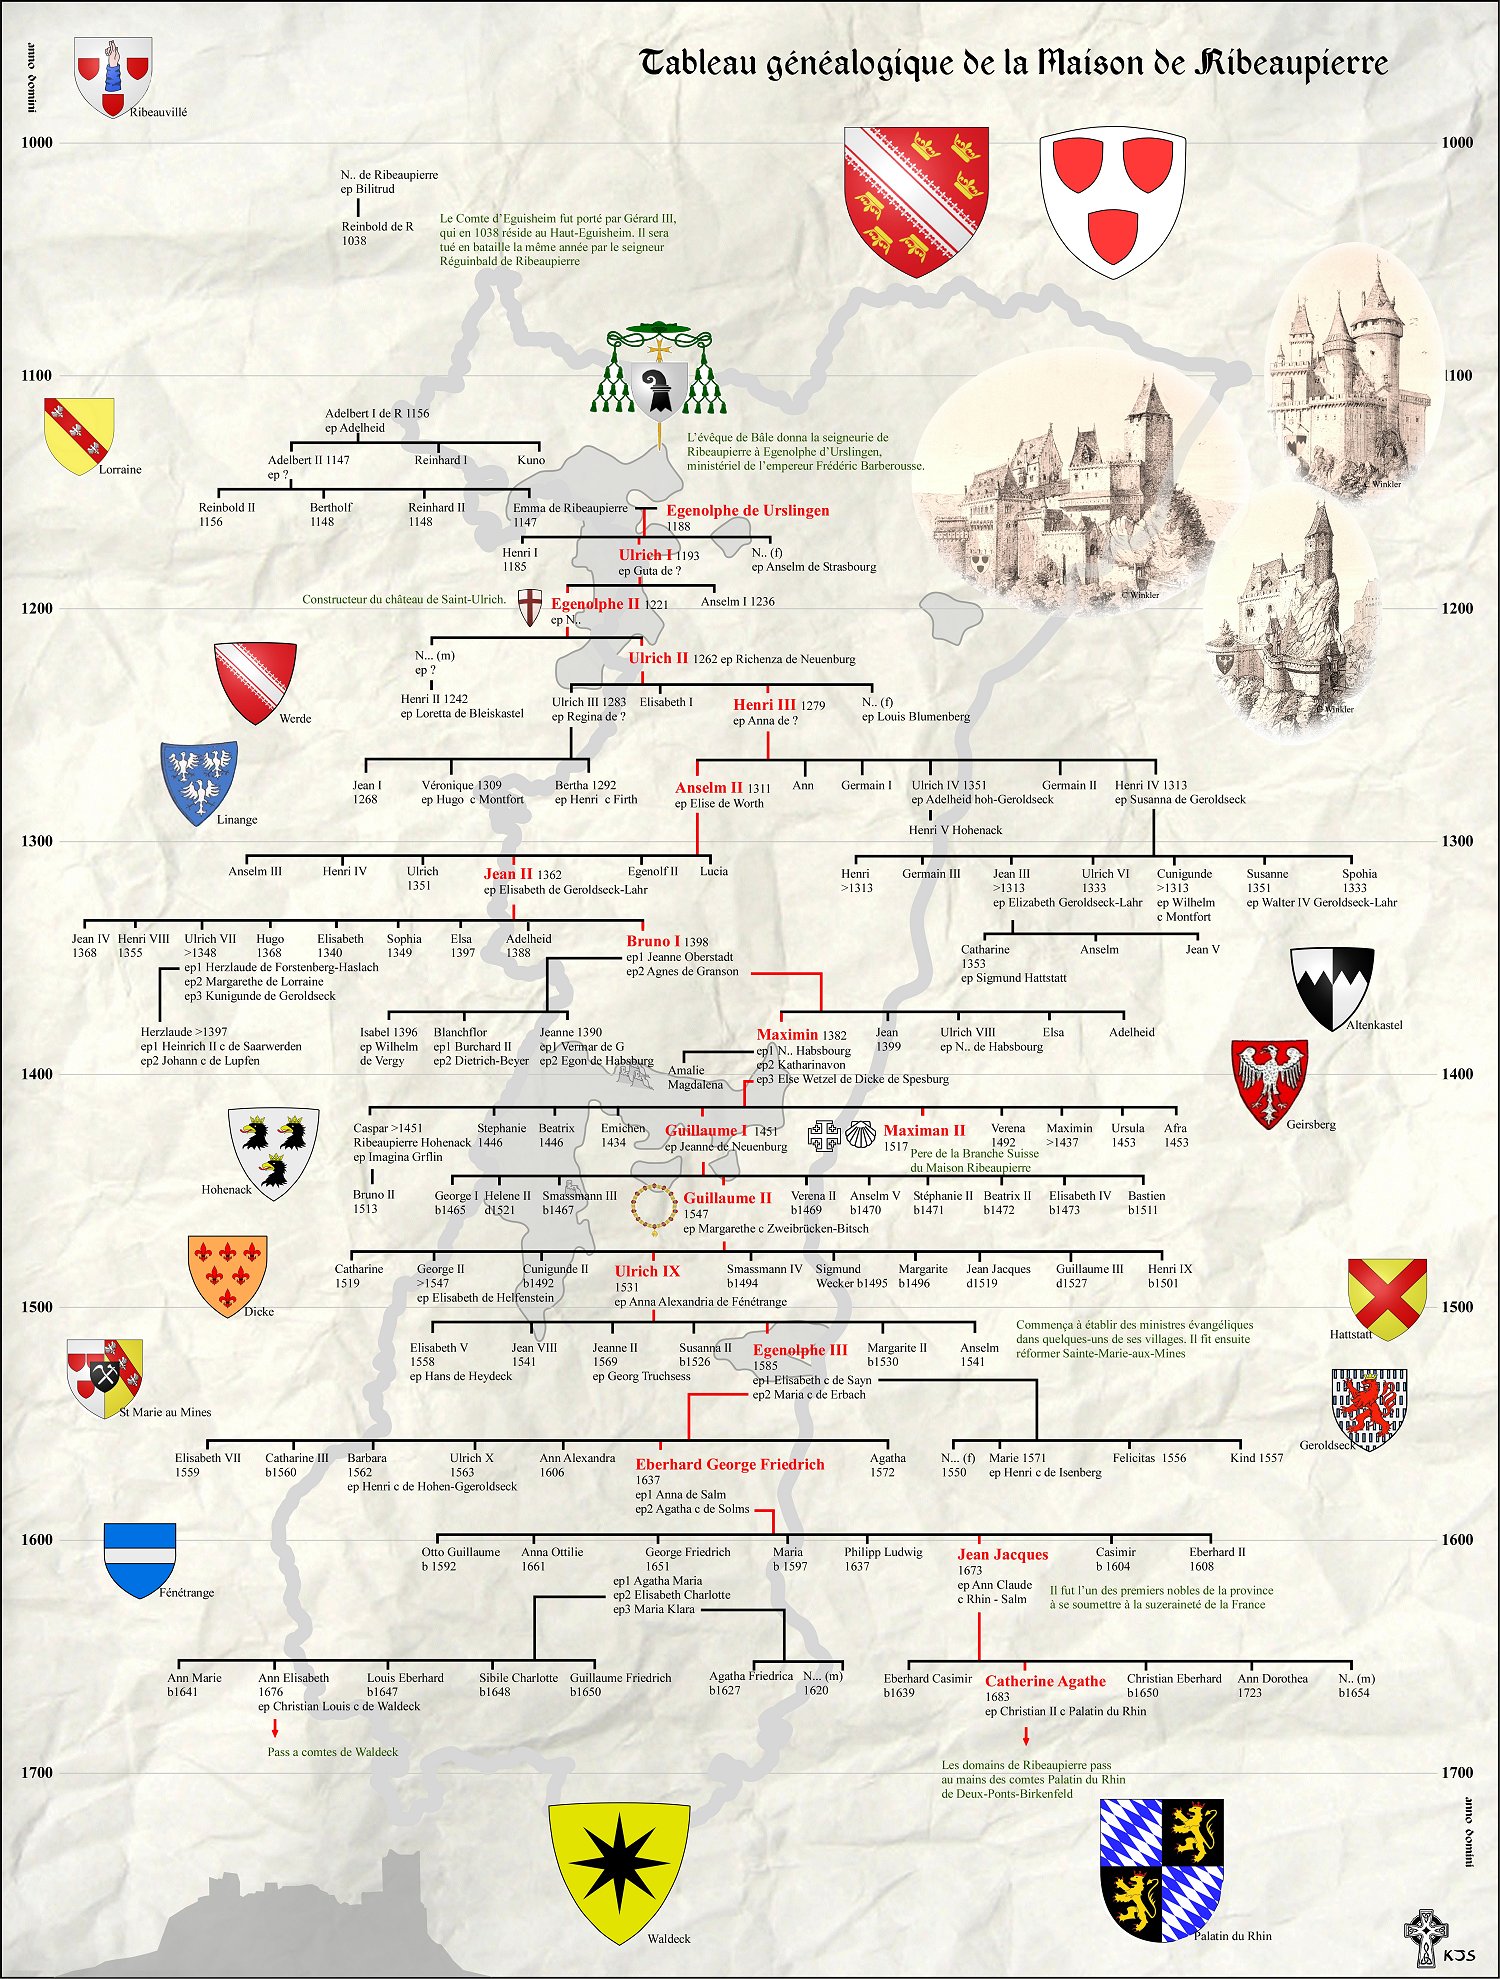 Tableau généalogique de la Maison de Ribeaupierre
anno domini
Ribeauvillé
1000
1000
N.. de Ribeaupierre
ep Bilitrud
Reinbold de R
1038
Le Comte d'Eguisheim fut porté par Gérard III,
qui en 1038 réside au Haut-Eguisheim. Il sera
tué en bataille la même année par le seigneur
Réguinbald de Ribeaupierre
1100
1100
Lorraine
Adelbert I de R 1156
ep Adelheid
Adelbert II 1147
ep ?
Reinhard I
Kuno
L'évêque de Bâle donna la seigneurie de
Ribeaupierre à Egenolphe d'Urslingen,
ministériel de l'empereur Frédéric Barberousse.
© Winkler
Reinbold II
1156
Bertholf
1148
Reinhard II
1148
Emma de Ribeaupierre
1147
Egenolphe de Urslingen
1188
Henri I
1185
Ulrich I 1193
ep Guta de ?
N.. (f)
ep Anselm de Strasbourg
© Winkler
1200
1200
Constructeur du château de Saint-Ulrich.
Egenolphe II 1221
ep N..
Anselm I 1236
Werde
N... (m)
ep ?
Ulrich II 1262 ep Richenza de Neuenburg
Henri II 1242
ep Loretta de Bleiskastel
Ulrich III 1283
ep Regina de ?
Elisabeth I
Henri III 1279
ep Anna de ?
N.. (f)
ep Louis Blumenberg
© Winkler
Linange
Jean I
1268
Véronique 1309
ep Hugo c Montfort
Bertha 1292
ep Henri c Firth
Anselm II 1311
ep Elise de Worth
Ann
Germain I
Ulrich IV 1351
ep Adelheid hoh-Geroldseck
Henri V Hohenack
Germain II
Henri IV 1313
ep Susanna de Geroldseck
1300
1300
Anselm III
Henri IV
Ulrich
1351
Jean II 1362
ep Elisabeth de Geroldseck-Lahr
Egenolf II
Lucia
Henri
>1313
Germain III
Jean III
>1313
ep Elizabeth Geroldseck-Lahr
Ulrich VI
1333
Cunigunde
>1313
ep Wilhelm
c Montfort
Susanne
1351
ep Walter IV Geroldseck-Lahr
Spohia
1333
Jean IV
1368
Henri VIII
1355
Ulrich VII
>1348
ep1 Herzlaude de Forstenberg-Haslach
ep2 Margarethe de Lorraine
ep3 Kunigunde de Geroldseck
Hugo
1368
Elisabeth
1340
Sophia
1349
Elsa
1397
Adelheid
1388
Bruno I 1398
ep1 Jeanne Oberstadt
ep2 Agnes de Granson
Catharine
1353
ep Sigmund Hattstatt
Anselm
Jean V
Altenkastel
Herzlaude >1397
ep1 Heinrich II c de Saarwerden
ep2 Johann c de Lupfen
Isabel 1396
ep Wilhelm
de Vergy
Blanchflor
ep1 Burchard II
ep2 Dietrich-Beyer
Jeanne 1390
ep1 Vermar de G
ep2 Egon de Habsburg
Maximin 1382
ep1 N.. Habsbourg
ep2 Katharinavon
ep3 Else Wetzel de Dicke de Spesburg
Jean
1399
Ulrich VIII
ep N.. de Habsbourg
Elsa
Adelheid
Amalie
Magdalena
1400
1400
Geirsberg
Caspar >1451
Ribeaupierre Hohenack
ep Imagina Grflin
Stephanie
1446
Beatrix
1446
Emichen
1434
Guillaume I 1451
ep Jeanne de Neuenburg
Maximan II
1517
Pere de la Branche Suisse
du Maison Ribeaupierre
Verena
1492
Maximin
>1437
Ursula
1453
Afra
1453
Hohenack
Bruno II
1513
George I
b1465
Helene II
d1521
Smassmann III
b1467
Guillaume II
1547
ep Margarethe c Zweibrücken-Bitsch
Verena II
b1469
Anselm V
b1470
Stéphanie II
b1471
Beatrix II
b1472
Elisabeth IV
b1473
Bastien
b1511
Dicke
Catharine
1519
George II
>1547
ep Elisabeth de Helfenstein
Cunigunde II
b1492
Ulrich IX
1531
ep Anna Alexandria de Fénétrange
Smassmann IV
b1494
Sigmund
Wecker b1495
Margarite
b1496
Jean Jacques
d1519
Guillaume III
d1527
Henri IX
b1501
1500
1500
Hattstatt
Elisabeth V
1558
ep Hans de Heydeck
Jean VIII
1541
Jeanne II
1569
ep Georg Truchsess
Susanna II
b1526
Egenolphe III
1585
ep1 Elisabeth c de Sayn
ep2 Maria c de Erbach
Margarite II
b1530
Anselm
1541
Commença à établir des ministres évangéliques
dans quelques-uns de ses villages. Il fit ensuite
réformer Sainte-Marie-aux-Mines
St Marie au Mines
Geroldseck
Elisabeth VII
1559
Catharine III
b1560
Barbara
1562
ep Henri c de Hohen-Ggeroldseck
Ulrich X
1563
Ann Alexandra
1606
Eberhard George Friedrich
1637
ep1 Anna de Salm
ep2 Agatha c de Solms
Agatha
1572
N... (f)
1550
Marie 1571
ep Henri c de Isenberg
Felicitas 1556
Kind 1557
1600
1600
Fénétrange
Otto Guillaume
b 1592
Anna Ottilie
1661
George Friedrich
1651
ep1 Agatha Maria
ep2 Elisabeth Charlotte
ep3 Maria Klara
Maria
b 1597
Philipp Ludwig
1637
Jean Jacques
1673
ep Ann Claude
c Rhin - Salm
Casimir
b 1604
Eberhard II
1608
Il fut l'un des premiers nobles de la province
à se soumettre à la suzeraineté de la France
Ann Marie
b1641
Ann Elisabeth
1676
ep Christian Louis c de Waldeck
Louis Eberhard
b1647
Sibile Charlotte
b1648
Guillaume Friedrich
b1650
Agatha Friedrica
b1627
N... (m)
1620
Eberhard Casimir
b1639
Catherine Agathe
1683
ep Christian II c Palatin du Rhin
Christian Eberhard
b1650
Ann Dorothea
1723
N.. (m)
b1654
Pass a comtes de Waldeck
Les domains de Ribeaupierre pass
au mains des comtes Palatin du Rhin
de Deux-Ponts-Birkenfeld
1700
1700
anno domini
Waldeck
Palatin du Rhin
KJS